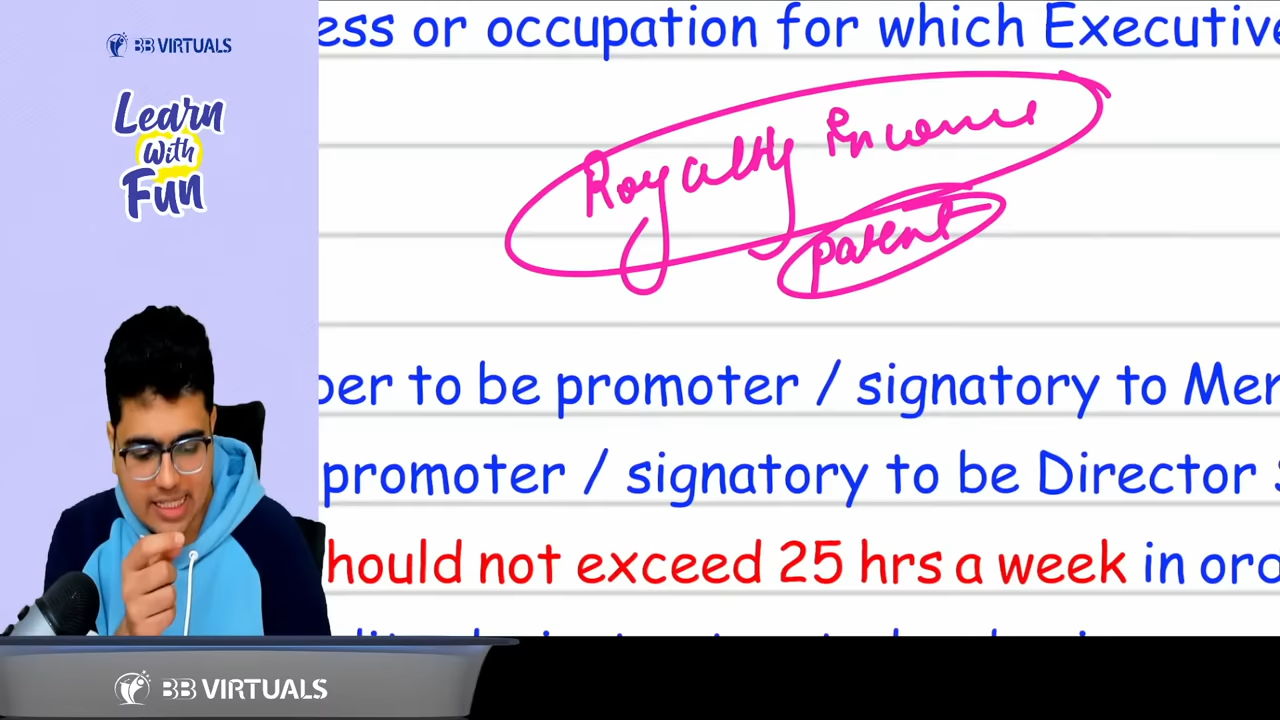 BB VIRTUALS
Learn
With
Fun
ess or occupation for which Executive
Royalty Income
patent
ber to be promoter / signatory to Mem
promoter / signatory to be Director S
hould not exceed 25 hrs a week in ord
BB VIRTUALS